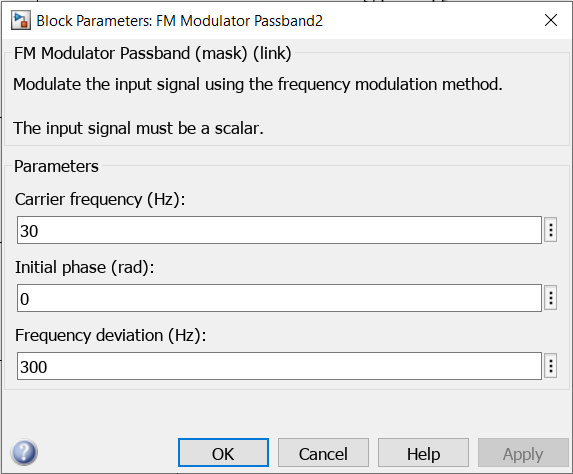 Block Parameters: FM Modulator Passband2
FM Modulator Passband (mask) (link)
Modulate the input signal using the frequency modulation method.
The input signal must be a scalar.
Parameters
Carrier frequency (Hz):
30
Initial phase (rad):
0
Frequency deviation (Hz):
300
OK Cancel Help Apply